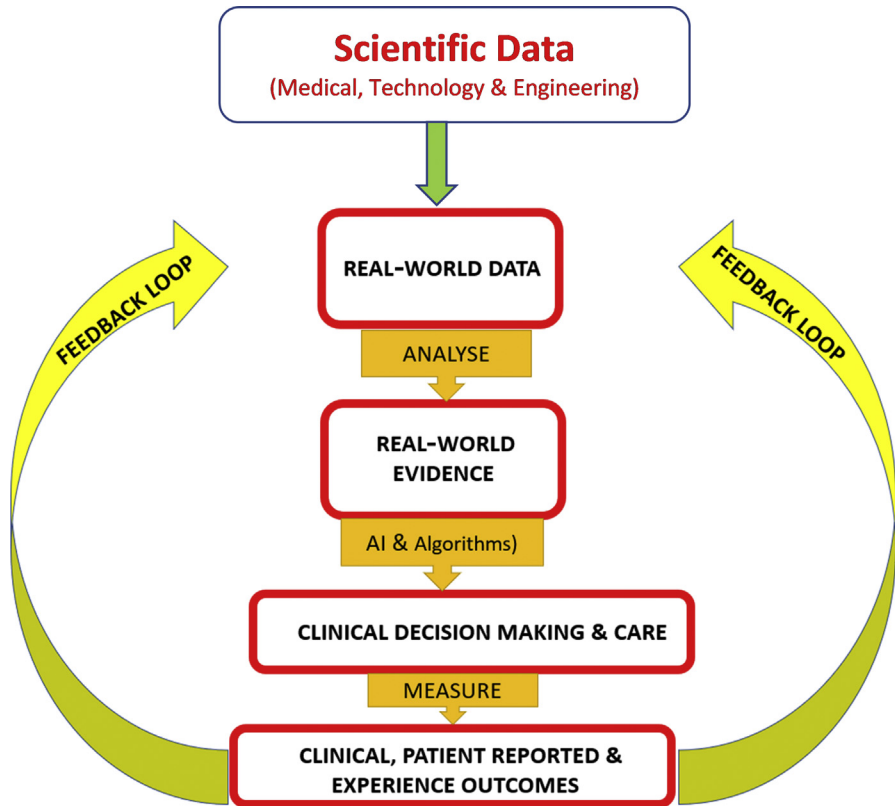 Scientific Data
(Medical, Technology & Engineering)
REAL-WORLD DATA
FEEDBACK LOOP
FEEDBACK LOOP
ANALYSE
REAL-WORLD
EVIDENCE
AI & Algorithms)
CLINICAL DECISION MAKING & CARE
MEASURE
CLINICAL, PATIENT REPORTED &
EXPERIENCE OUTCOMES